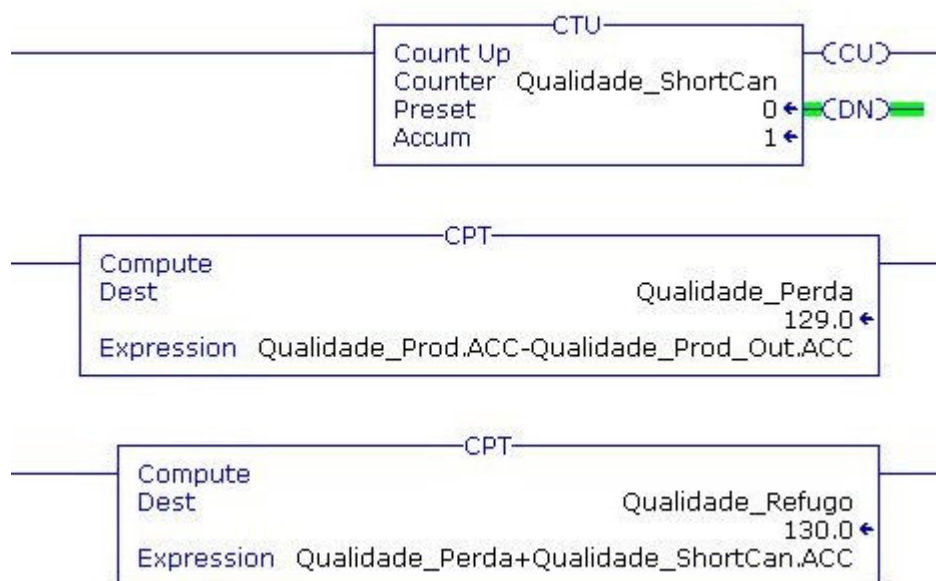 CTU
Count Up
CU
Counter Qualidade_ShortCan
Preset 0
DN
Accum 1
CPT
Compute
Dest Qualidade_Perda
129.0
Expression Qualidade_Prod.ACC-Qualidade_Prod_Out.ACC
CPT
Compute
Dest Qualidade_Refugo
130.0
Expression Qualidade_Perda+Qualidade_ShortCan.ACC